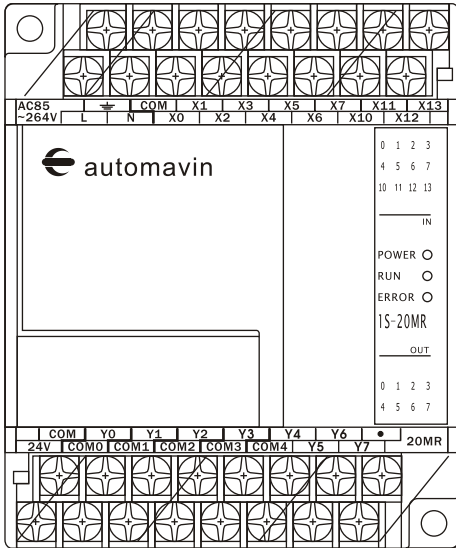 AC85 ⏚ COM X1 X3 X5 X7 X11 X13
~264V L N X0 X2 X4 X6 X10 X12
automavin
0 1 2 3
4 5 6 7
10 11 12 13
IN
POWER
RUN
ERROR
1S-20MR
OUT
0 1 2 3
4 5 6 7
COM Y0 Y1 Y2 Y3 Y4 Y6 •
24V COM0 COM1 COM2 COM3 COM4 Y5 Y7
20MR